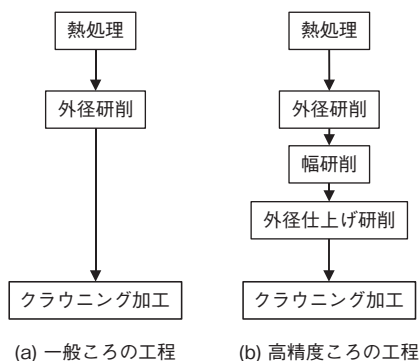 熱処理
外径研削
クラウニング加工
(a) 一般ころの工程
熱処理
外径研削
幅研削
外径仕上げ研削
クラウニング加工
(b) 高精度ころの工程